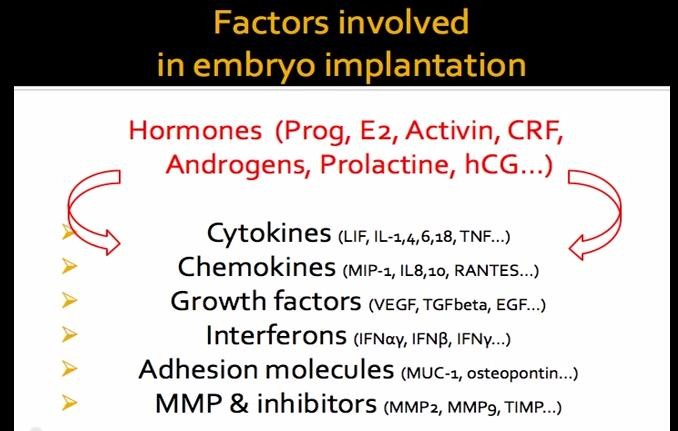 Factors involved
in embryo implantation
Hormones (Prog, E2, Activin, CRF,
Androgens, Prolactine, hCG...)
Cytokines (LIF, IL-1,4,6,18, TNF...)
Chemokines (MIP-1, IL8,10, RANTES...)
Growth factors (VEGF, TGFbeta, EGF...)
Interferons (IFNαγ, IFNβ, IFNγ...)
Adhesion molecules (MUC-1, osteopontin...)
MMP & inhibitors (MMP2, MMP9, TIMP...)